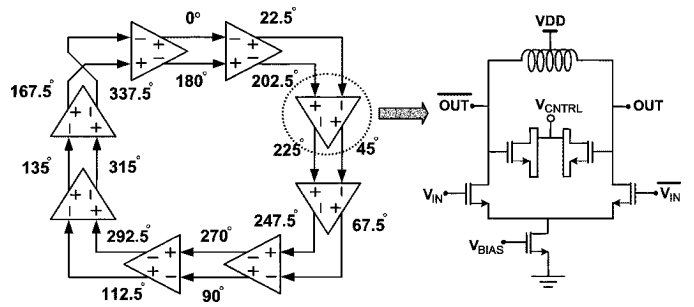 0° 22.5°
180° 202.5°
167.5° 337.5°
135° 315°
225° 45°
247.5° 67.5°
292.5° 270°
112.5° 90°
− + − +
+ − + −
− + − +
+ − + −
+ − + −
− + − +
+ − + −
− + − +
VDD
OUT OUT
VCNTRL
VIN VIN
VBIAS